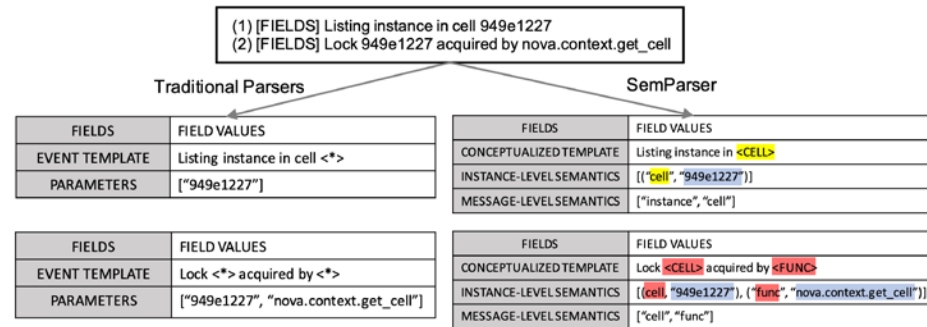 (1) [FIELDS] Listing instance in cell 949e1227
(2) [FIELDS] Lock 949e1227 acquired by nova.context.get_cell
Traditional Parsers
SemParser
FIELDS FIELD VALUES
EVENT TEMPLATE Listing instance in cell <*>
PARAMETERS [“949e1227”]
FIELDS FIELD VALUES
EVENT TEMPLATE Lock <*> acquired by <*>
PARAMETERS [“949e1227”, “nova.context.get_cell”]
FIELDS FIELD VALUES
CONCEPTUALIZED TEMPLATE Listing instance in <CELL>
INSTANCE-LEVEL SEMANTICS [(“cell”, “949e1227”)]
MESSAGE-LEVEL SEMANTICS [“instance”, “cell”]
FIELDS FIELD VALUES
CONCEPTUALIZED TEMPLATE Lock <CELL> acquired by <FUNC>
INSTANCE-LEVEL SEMANTICS [(cell, “949e1227”), (“func”, “nova.context.get_cell”)]
MESSAGE-LEVEL SEMANTICS [“cell”, “func”]